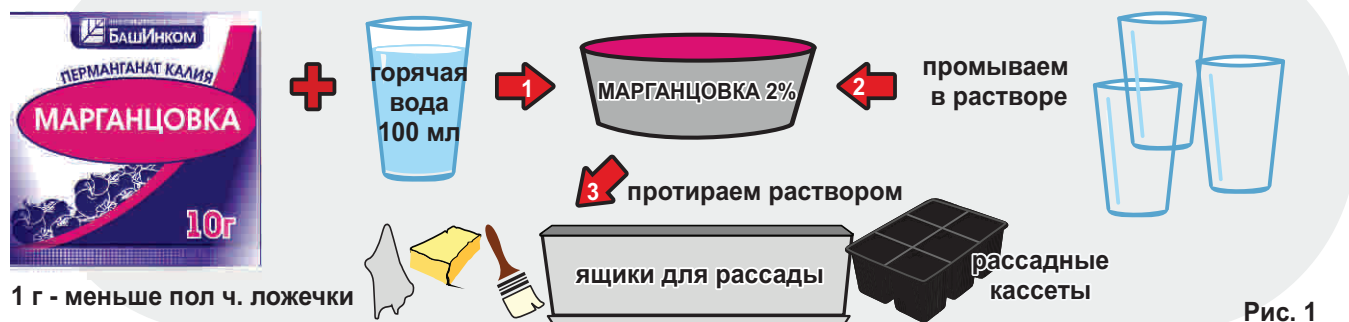 БашИнком
ПЕРМАНГАНАТ КАЛИЯ
МАРГАНЦОВКА
10г
1 г - меньше пол ч. ложечки
горячая
вода
100 мл
1
МАРГАНЦОВКА 2%
2
промываем
в растворе
3 протираем раствором
ящики для рассады
рассадные
кассеты
Рис. 1